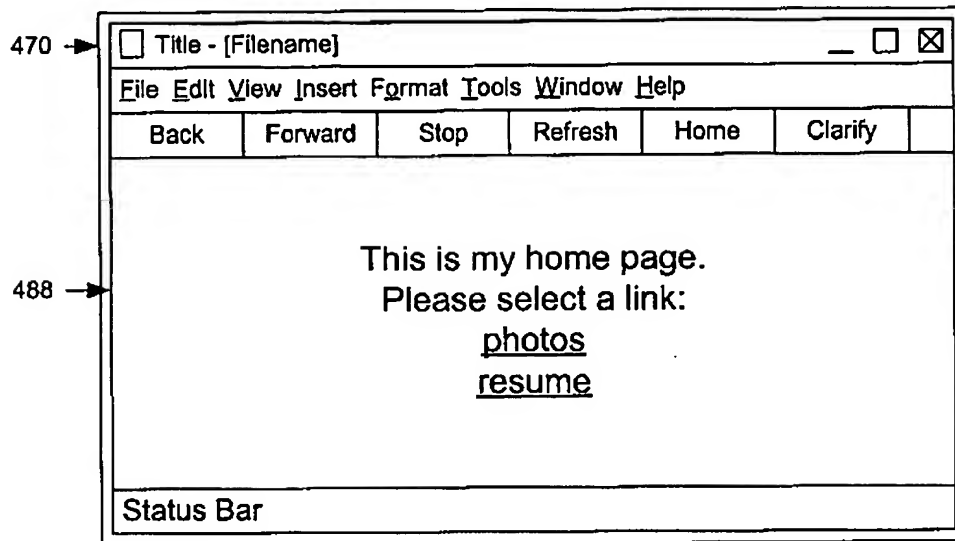 470
Title - [Filename]
File Edit View Insert Format Tools Window Help
Back Forward Stop Refresh Home Clarify
This is my home page.
488
Please select a link:
photos
resume
Status Bar